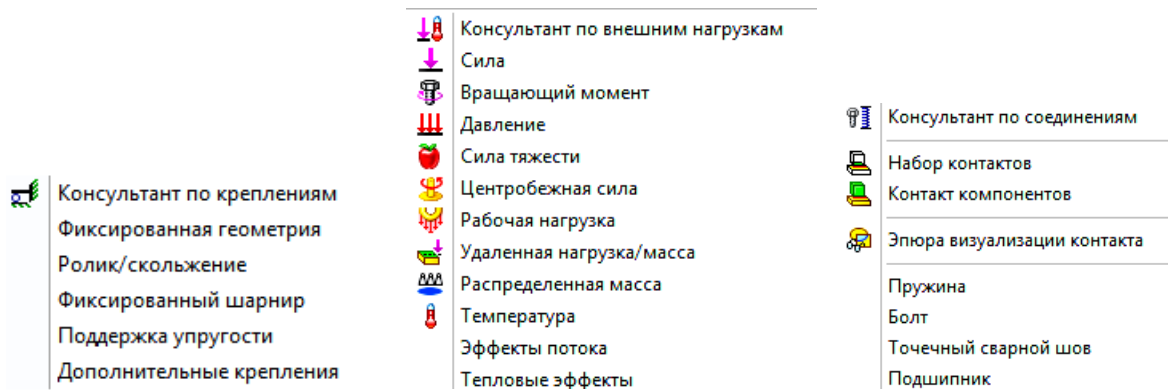 Консультант по креплениям
Фиксированная геометрия
Ролик/скольжение
Фиксированный шарнир
Поддержка упругости
Дополнительные крепления
Консультант по внешним нагрузкам
Сила
Вращающий момент
Давление
Сила тяжести
Центробежная сила
Рабочая нагрузка
Удаленная нагрузка/масса
Распределенная масса
Температура
Эффекты потока
Тепловые эффекты
Консультант по соединениям
Набор контактов
Контакт компонентов
Эпюра визуализации контакта
Пружина
Болт
Точечный сварной шов
Подшипник